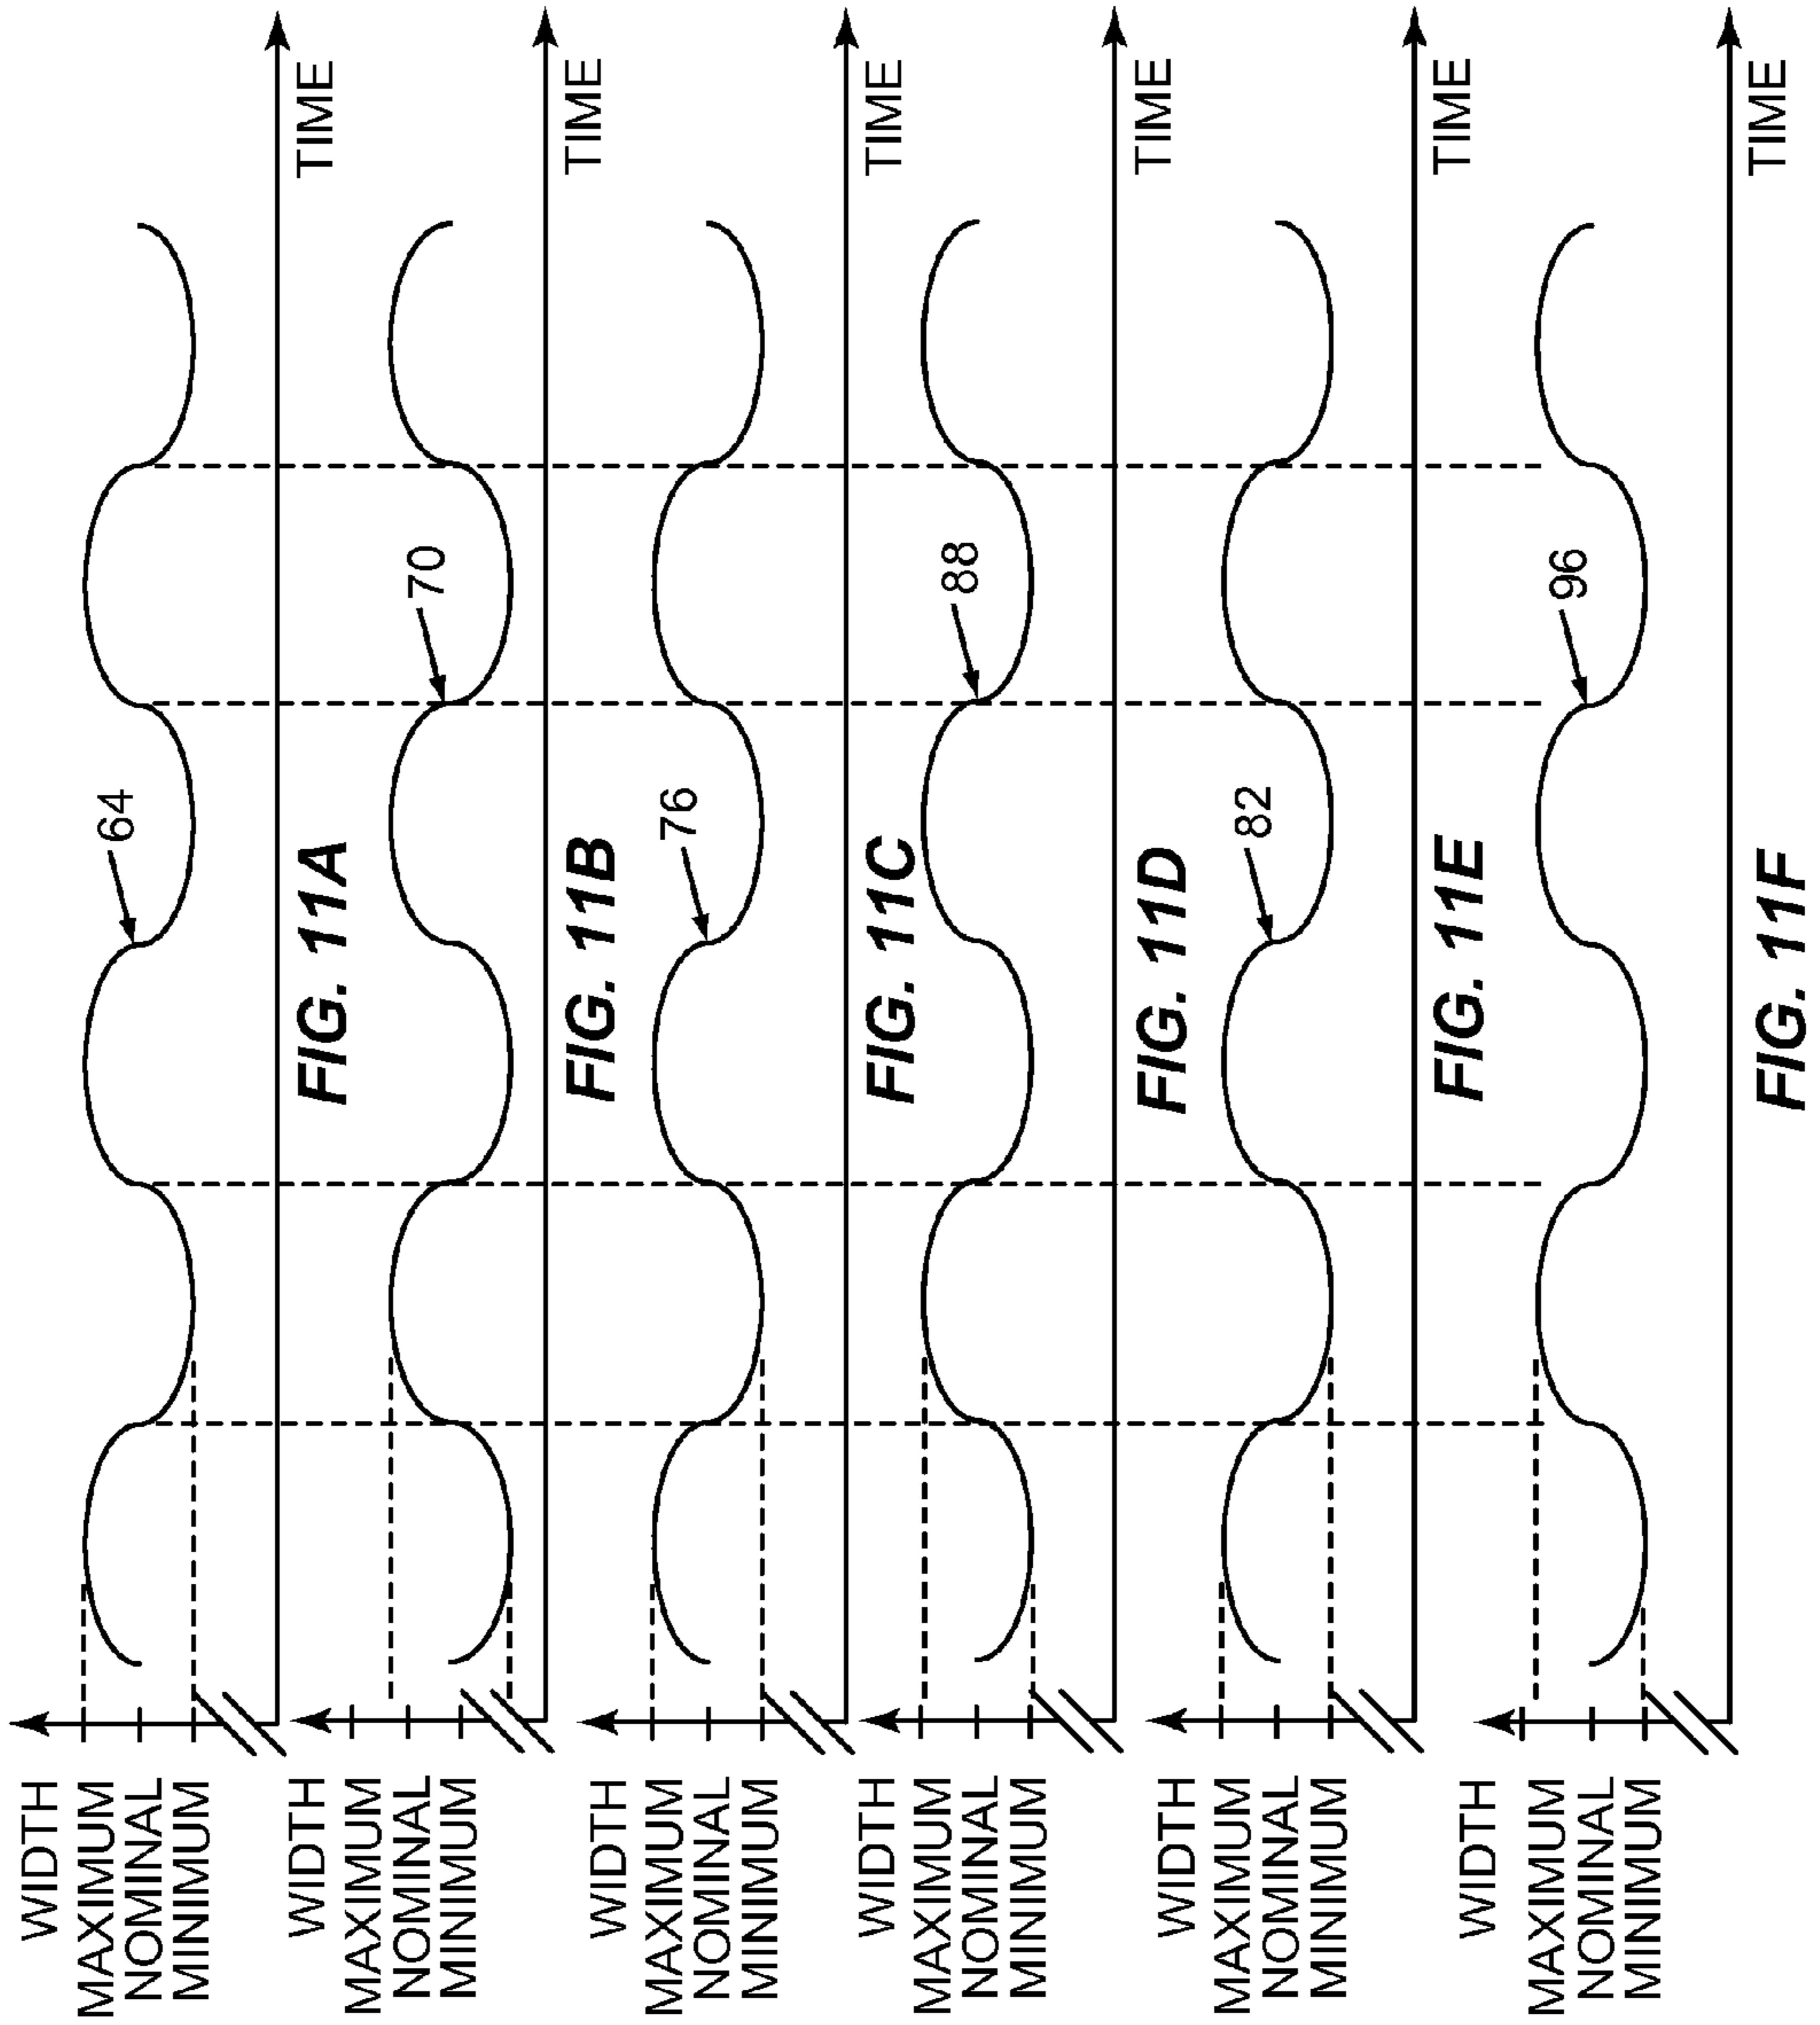 WIDTH
MAXIMUM
NOMINAL
MINIMUM
64
TIME
FIG. 11A
WIDTH
MAXIMUM
NOMINAL
MINIMUM
70
TIME
FIG. 11B
WIDTH
MAXIMUM
NOMINAL
MINIMUM
76
TIME
FIG. 11C
WIDTH
MAXIMUM
NOMINAL
MINIMUM
88
TIME
FIG. 11D
WIDTH
MAXIMUM
NOMINAL
MINIMUM
82
TIME
FIG. 11E
WIDTH
MAXIMUM
NOMINAL
MINIMUM
96
TIME
FIG. 11F